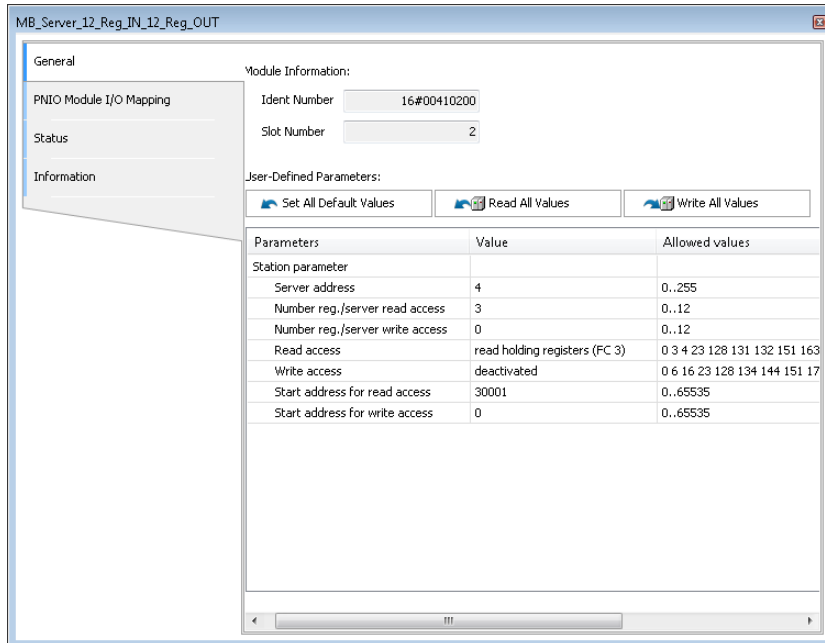 MB_Server_12_Reg_IN_12_Reg_OUT
General
PNIO Module I/O Mapping
Status
Information
Module Information:
Ident Number 16#00410200
Slot Number 2
User-Defined Parameters:
Set All Default Values Read All Values Write All Values
Parameters Value Allowed values
Station parameter
Server address 4 0..255
Number reg./server read access 3 0..12
Number reg./server write access 0 0..12
Read access read holding registers (FC 3) 0 3 4 23 128 131 132 151 163
Write access deactivated 0 6 16 23 128 134 144 151 17
Start address for read access 30001 0..65535
Start address for write access 0 0..65535